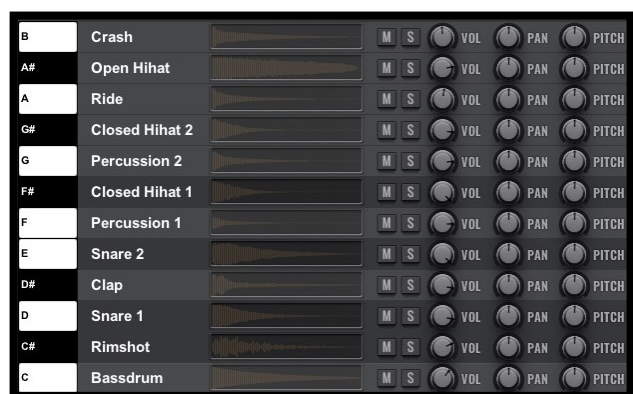 B Crash M S VOL PAN PITCH
A# Open Hihat M S VOL PAN PITCH
A Ride M S VOL PAN PITCH
G# Closed Hihat 2 M S VOL PAN PITCH
G Percussion 2 M S VOL PAN PITCH
F# Closed Hihat 1 M S VOL PAN PITCH
F Percussion 1 M S VOL PAN PITCH
E Snare 2 M S VOL PAN PITCH
D# Clap M S VOL PAN PITCH
D Snare 1 M S VOL PAN PITCH
C# Rimshot M S VOL PAN PITCH
C Bassdrum M S VOL PAN PITCH